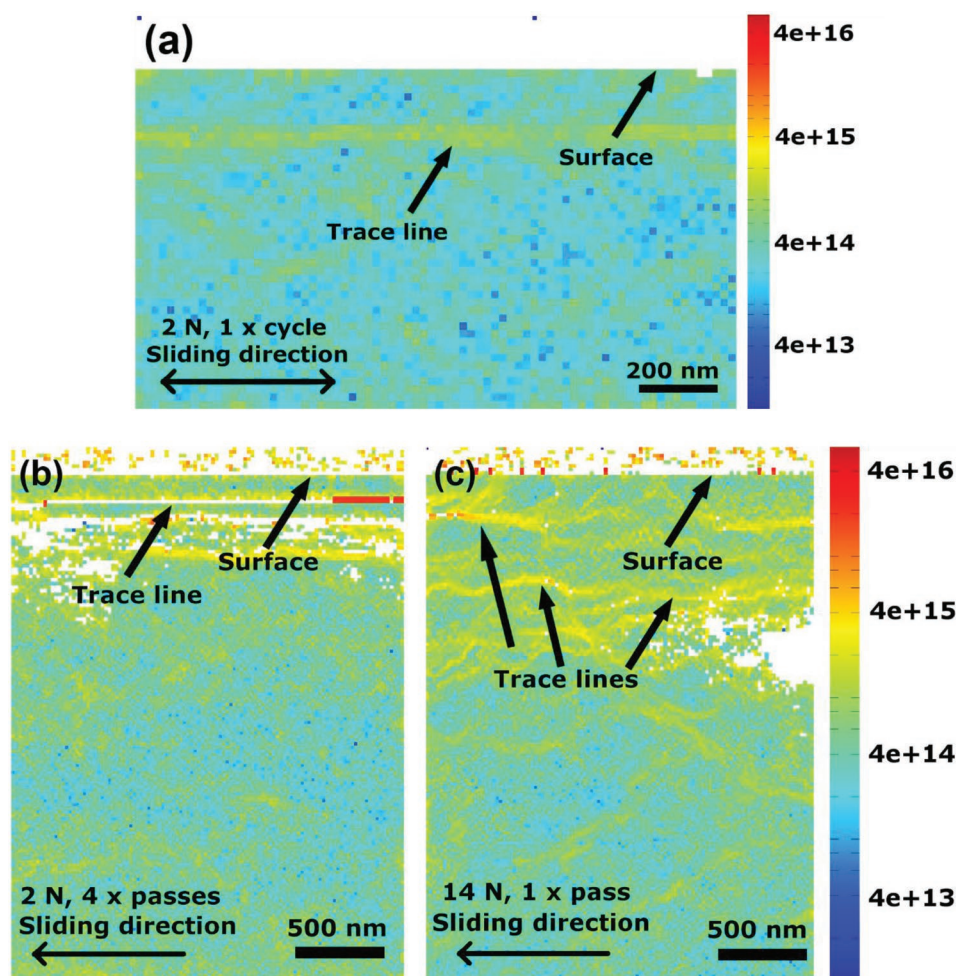 (a)
4e+16
4e+15
4e+14
4e+13
Surface
Trace line
2 N, 1 x cycle
Sliding direction
200 nm
(b)
Surface
Trace line
2 N, 4 x passes
Sliding direction
500 nm
(c)
Surface
Trace lines
14 N, 1 x pass
Sliding direction
500 nm
4e+16
4e+15
4e+14
4e+13